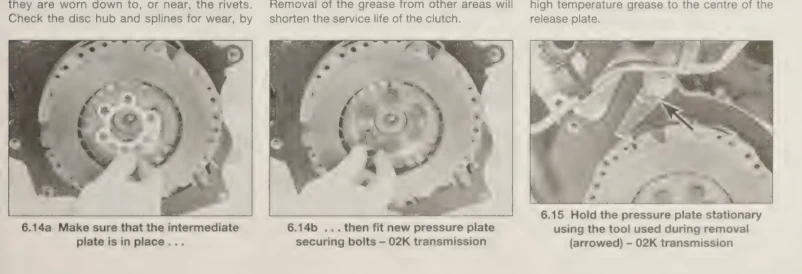 they are worn down to, or near, the rivets.
Check the disc hub and splines for wear, by
Removal of the grease from other areas will
shorten the service life of the clutch.
high temperature grease to the centre of the
release plate.
6.14a Make sure that the intermediate
plate is in place . . .
6.14b . . . then fit new pressure plate
securing bolts – 02K transmission
6.15 Hold the pressure plate stationary
using the tool used during removal
(arrowed) – 02K transmission